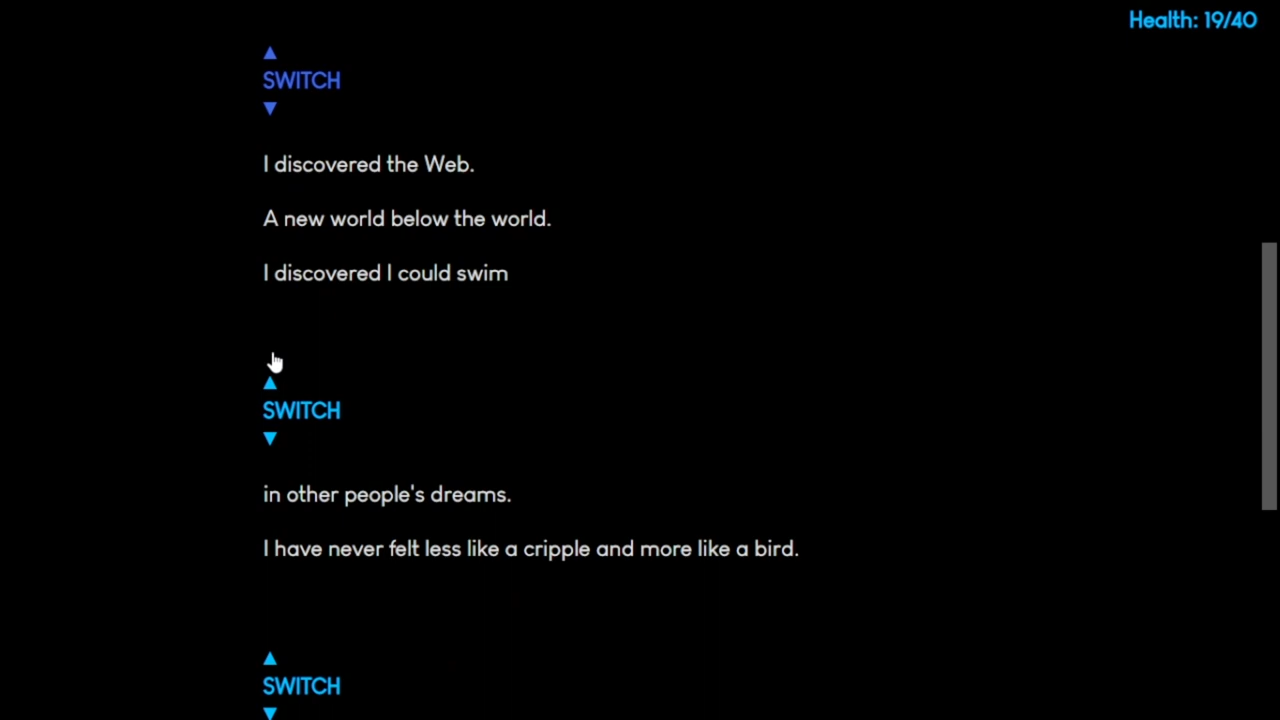 Health: 19/40
▲
SWITCH
▼
I discovered the Web.
A new world below the world.
I discovered I could swim
▲
SWITCH
▼
in other people's dreams.
I have never felt less like a cripple and more like a bird.
▲
SWITCH
▼